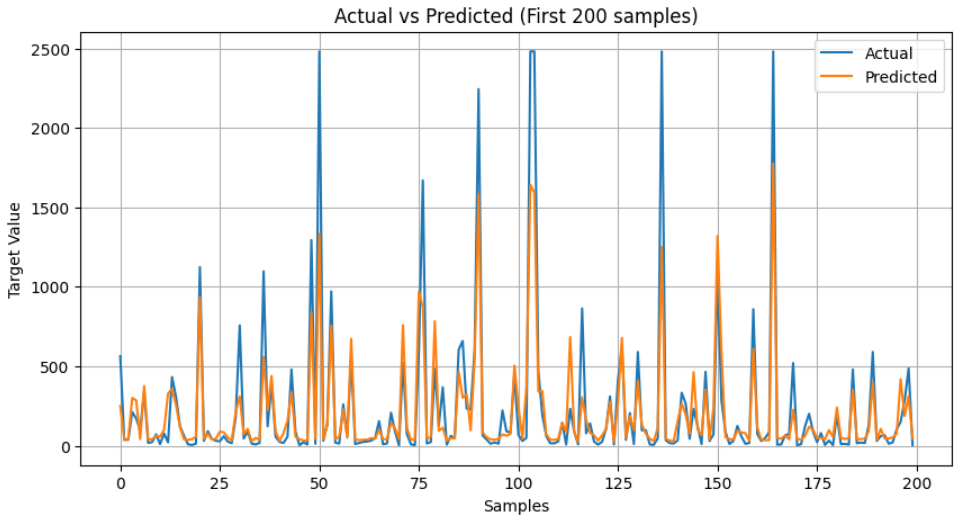 Actual vs Predicted (First 200 samples)
Actual
Predicted
2500
2000
1500
1000
500
0
Target Value
0 25 50 75 100 125 150 175 200
Samples